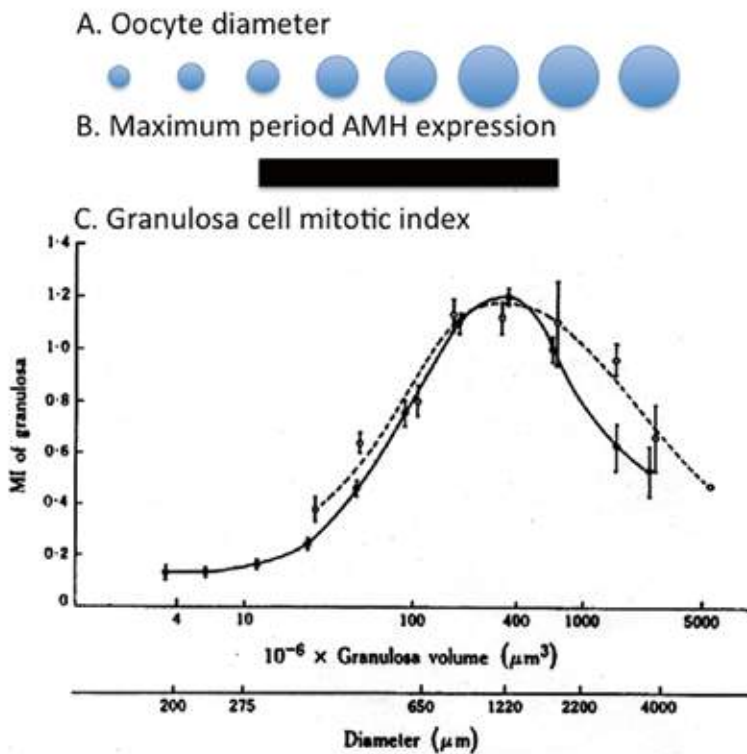 A. Oocyte diameter
B. Maximum period AMH expression
C. Granulosa cell mitotic index
1·4
1·2
1·0
0·8
0·6
0·4
0·2
0
MI of granulosa
4 10 100 400 1000 5000
10⁻⁶ × Granulosa volume (μm³)
200 275 650 1220 2200 4000
Diameter (μm)